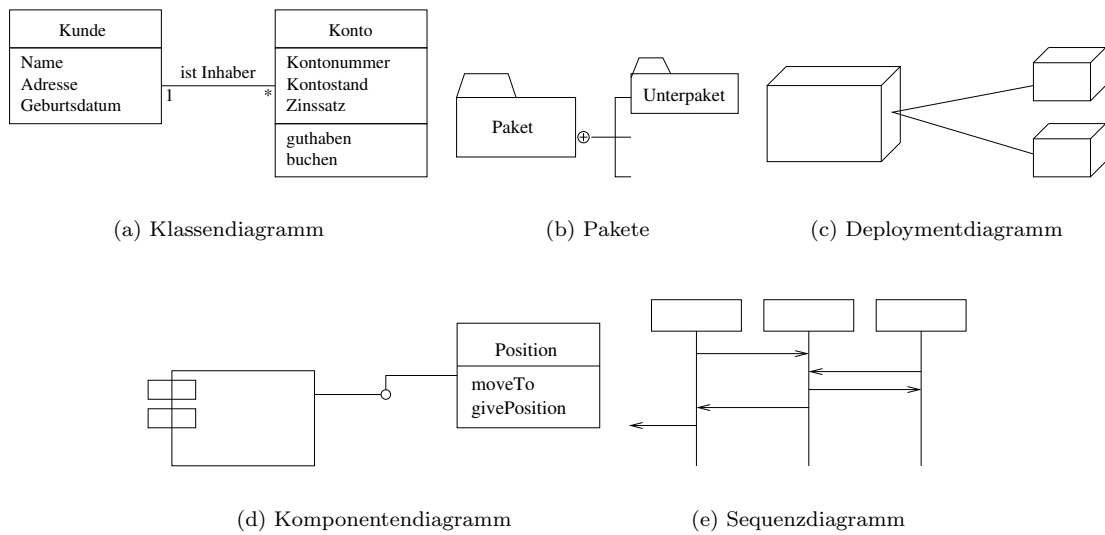 Kunde
Name
Adresse
Geburtsdatum
ist Inhaber
1
*
Konto
Kontonummer
Kontostand
Zinssatz
guthaben
buchen
(a) Klassendiagramm
Paket
Unterpaket
(b) Pakete
(c) Deploymentdiagramm
Position
moveTo
givePosition
(d) Komponentendiagramm
(e) Sequenzdiagramm